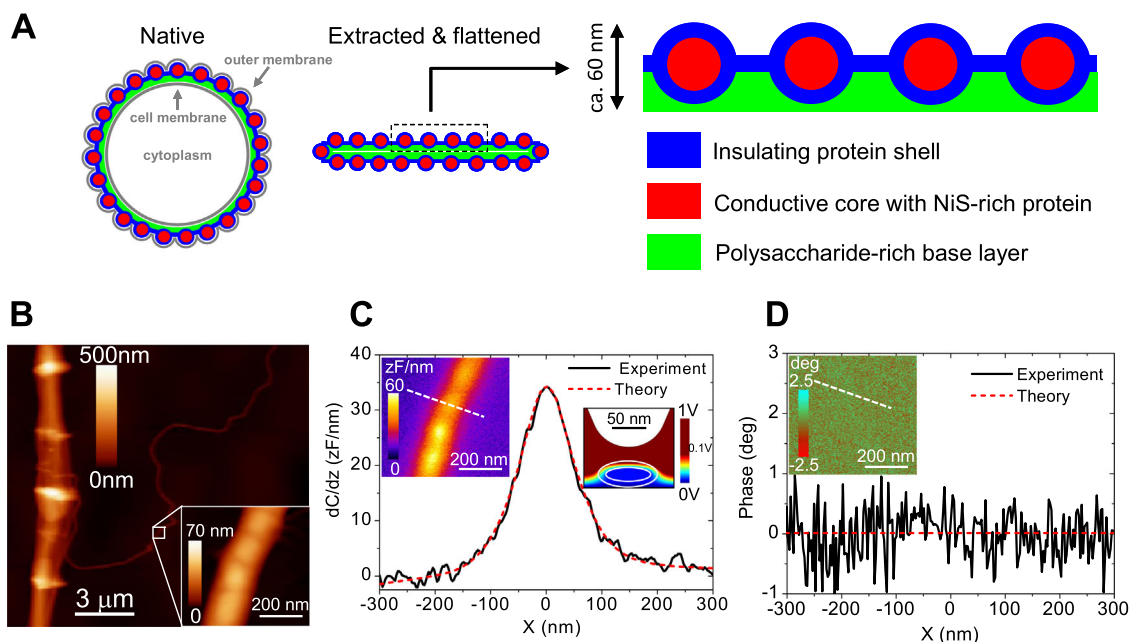 A
Native
Extracted & flattened
outer membrane
cell membrane
cytoplasm
ca. 60 nm
Insulating protein shell
Conductive core with NiS-rich protein
Polysaccharide-rich base layer
B
500nm
0nm
3 μm
70 nm
0
200 nm
C
40
35
30
25
20
15
10
5
0
dC/dz (zF/nm)
zF/nm
60
0
200 nm
Experiment
Theory
50 nm
1V
0.1V
0V
-300 -200 -100 0 100 200 300
X (nm)
D
3
2
1
0
-1
Phase (deg)
deg
2.5
-2.5
200 nm
Experiment
Theory
-300 -200 -100 0 100 200 300
X (nm)